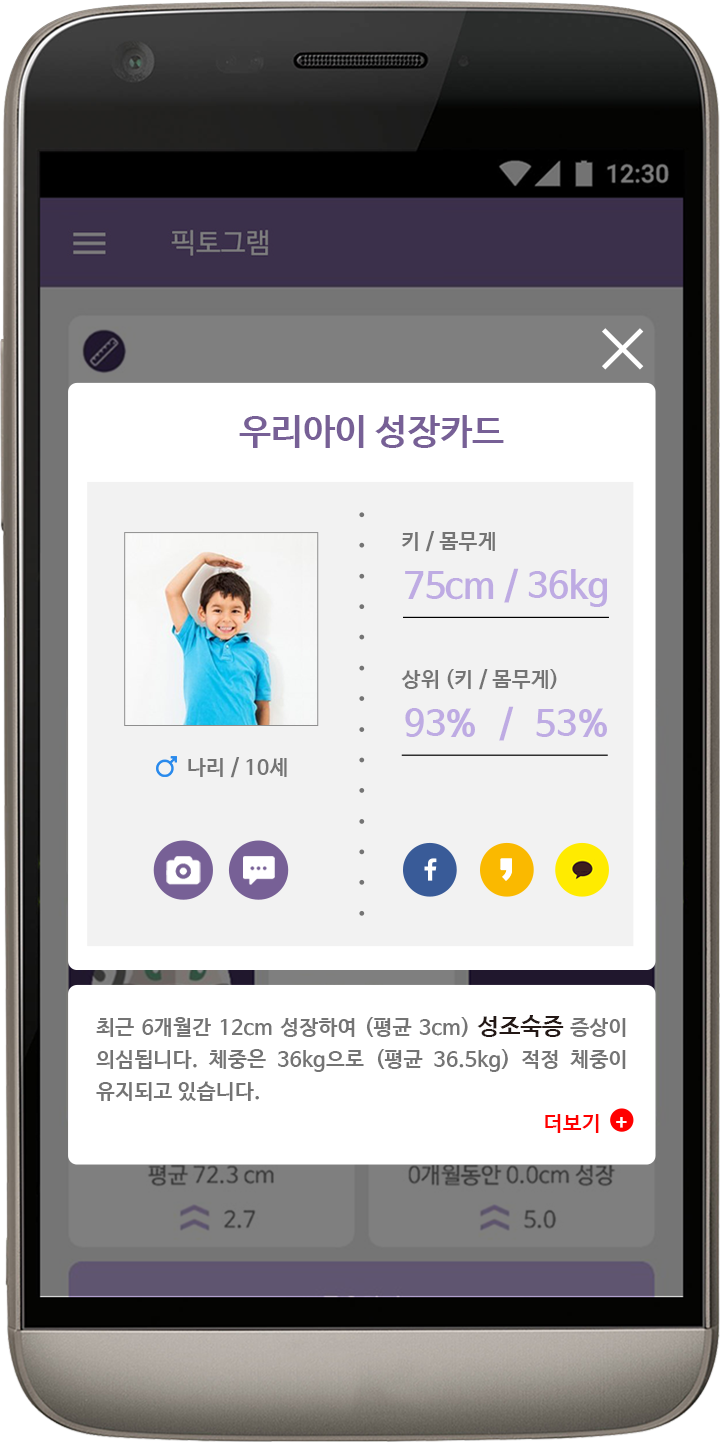 12:30
픽토그램
우리아이 성장카드
키 / 몸무게
75cm / 36kg
상위 (키 / 몸무게)
93% / 53%
나리 / 10세
최근 6개월간 12cm 성장하여 (평균 3cm) 성조숙증 증상이
의심됩니다. 체중은 36kg으로 (평균 36.5kg) 적정 체중이
유지되고 있습니다.
더보기
평균 72.3 cm
0개월동안 0.0cm 성장
2.7
5.0